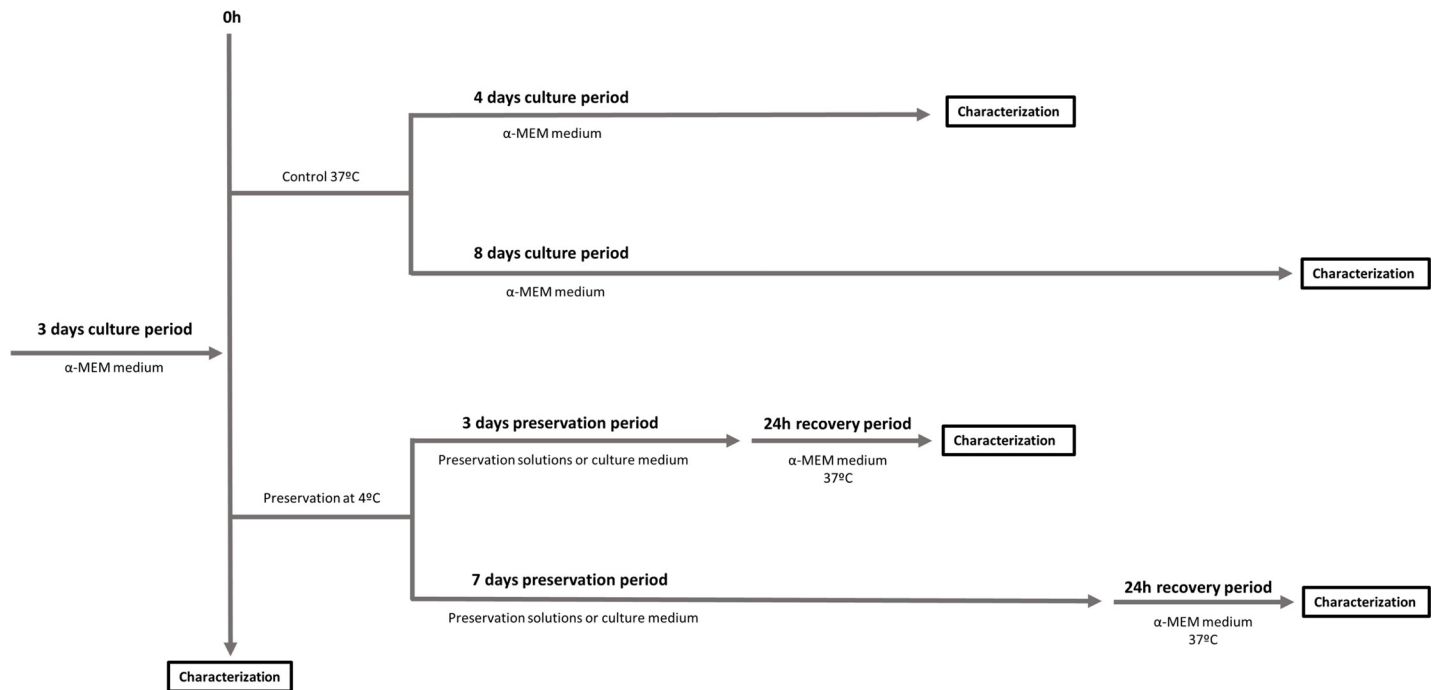 0h
4 days culture period
Characterization
α-MEM medium
Control 37ºC
8 days culture period
Characterization
α-MEM medium
3 days culture period
α-MEM medium
3 days preservation period
24h recovery period
Characterization
Preservation solutions or culture medium
α-MEM medium
37ºC
Preservation at 4ºC
7 days preservation period
24h recovery period
Characterization
Preservation solutions or culture medium
α-MEM medium
37ºC
Characterization